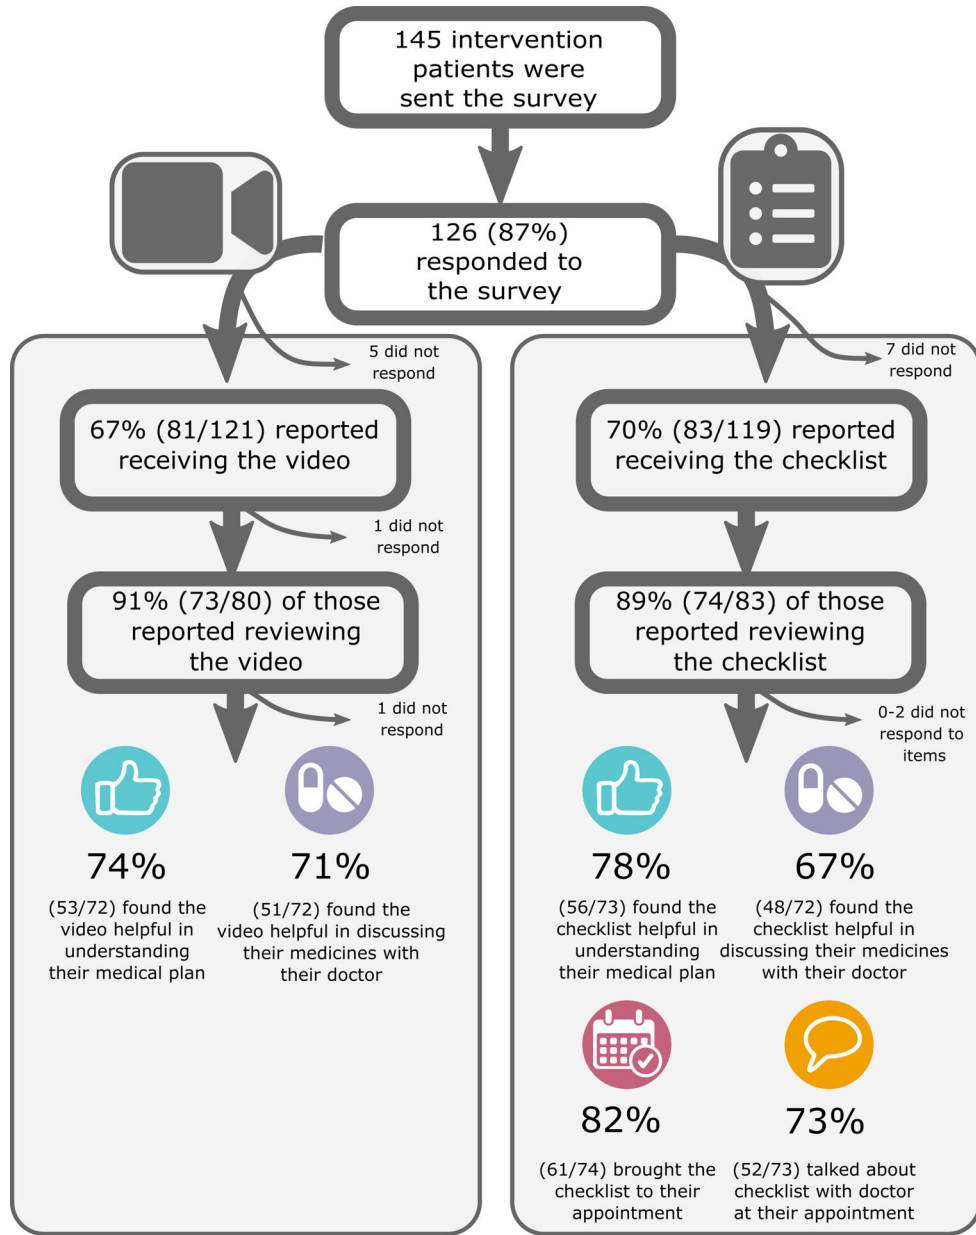 145 intervention
patients were
sent the survey
126 (87%)
responded to
the survey
5 did not
respond
67% (81/121) reported
receiving the video
1 did not
respond
91% (73/80) of those
reported reviewing
the video
1 did not
respond
74%
(53/72) found the
video helpful in
understanding
their medical plan
71%
(51/72) found the
video helpful in discussing
their medicines with
their doctor
7 did not
respond
70% (83/119) reported
receiving the checklist
89% (74/83) of those
reported reviewing
the checklist
0-2 did not
respond to
items
78%
(56/73) found the
checklist helpful in
understanding
their medical plan
67%
(48/72) found the
checklist helpful in
discussing their medicines
with their doctor
82%
(61/74) brought the
checklist to their
appointment
73%
(52/73) talked about
checklist with doctor
at their appointment